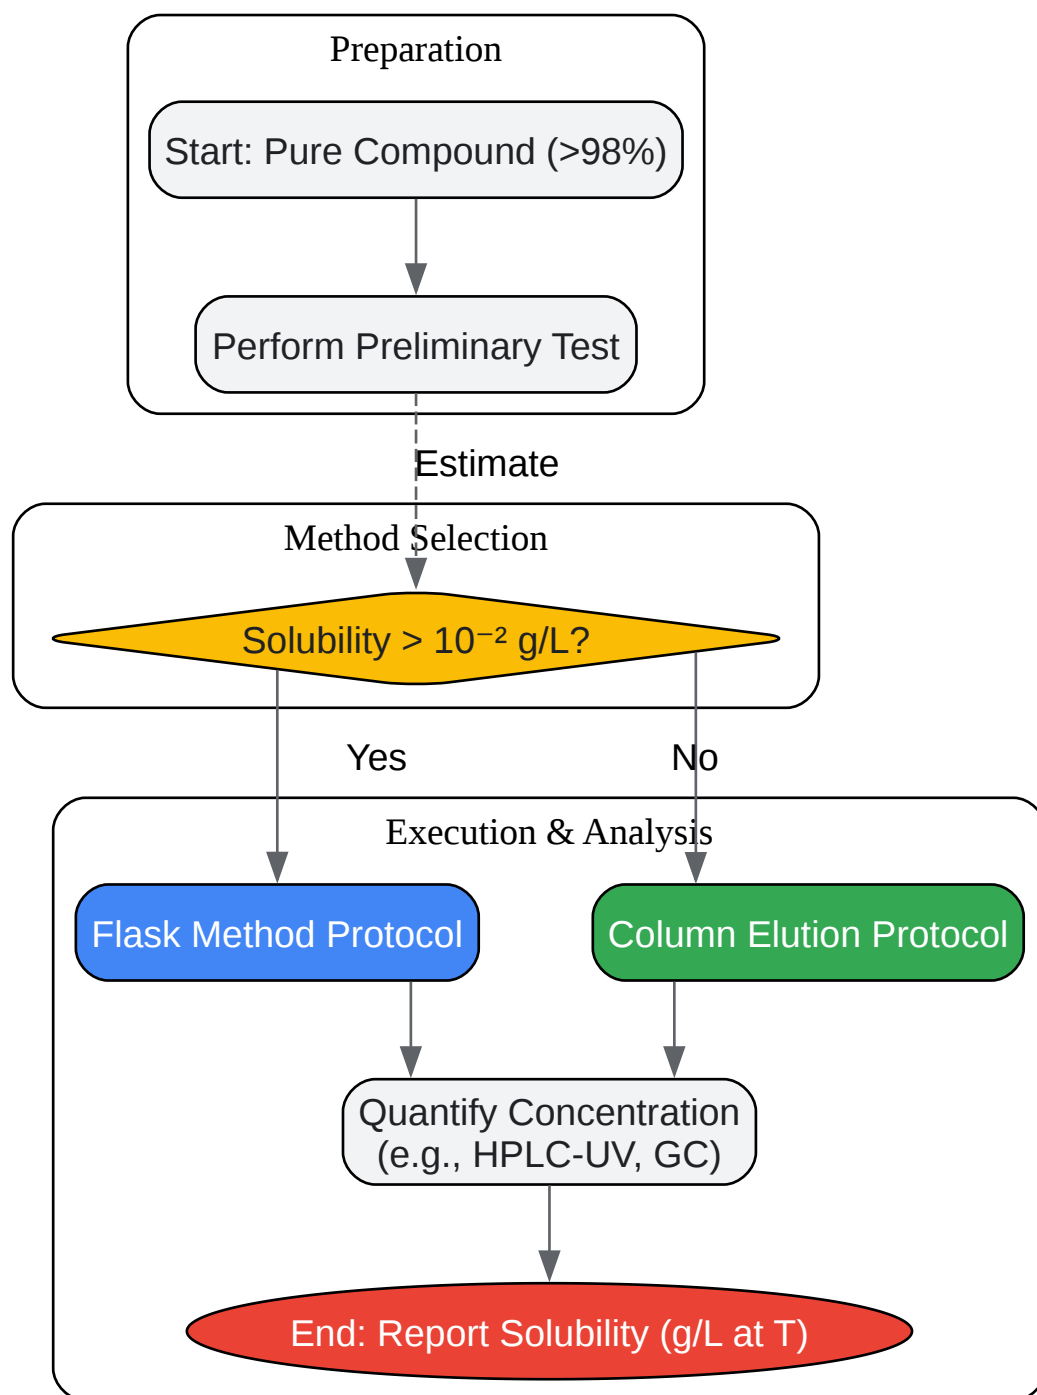 Preparation
Start: Pure Compound (>98%)
Perform Preliminary Test
Estimate
Method Selection
Solubility > 10⁻² g/L?
Yes
No
Execution & Analysis
Flask Method Protocol
Column Elution Protocol
Quantify Concentration
(e.g., HPLC-UV, GC)
End: Report Solubility (g/L at T)